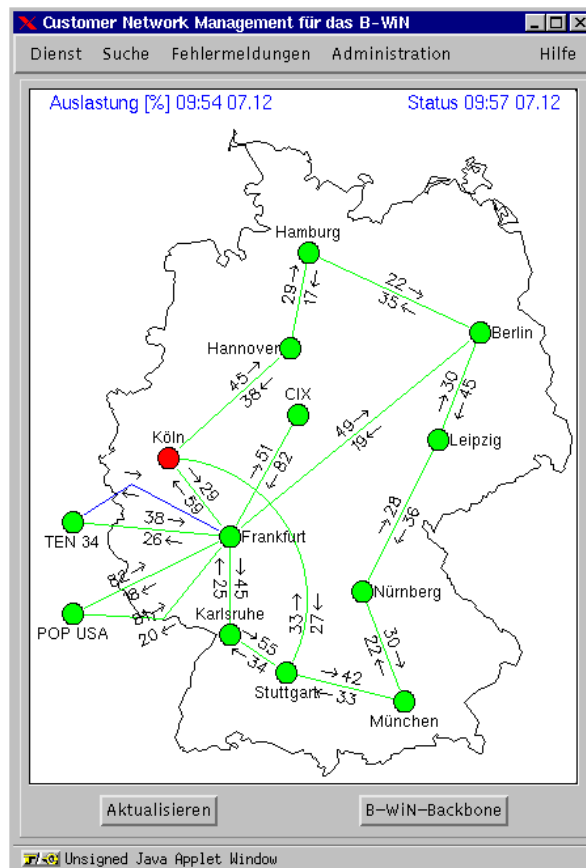 Customer Network Management für das B-WiN
Dienst Suche Fehlermeldungen Administration Hilfe
Auslastung [%] 09:54 07.12 Status 09:57 07.12
Hamburg
22 →
35 ←
29 →
17 ←
Berlin
Hannover
45 →
38 ←
30 →
45 ←
CIX
49 →
19 ←
Köln
Leipzig
51 →
82 ←
→ 29
← 59
→ 28
← 36
→
←
38 →
26 ←
TEN 34
Frankfurt
82 →
18 ←
← 25
→ 45
Nürnberg
81 →
20 ←
POP USA
Karlsruhe
33 →
27 ←
→ 55
← 34
30 →
22 ←
Stuttgart
→ 42
← 33
München
Aktualisieren B-WiN-Backbone
Unsigned Java Applet Window